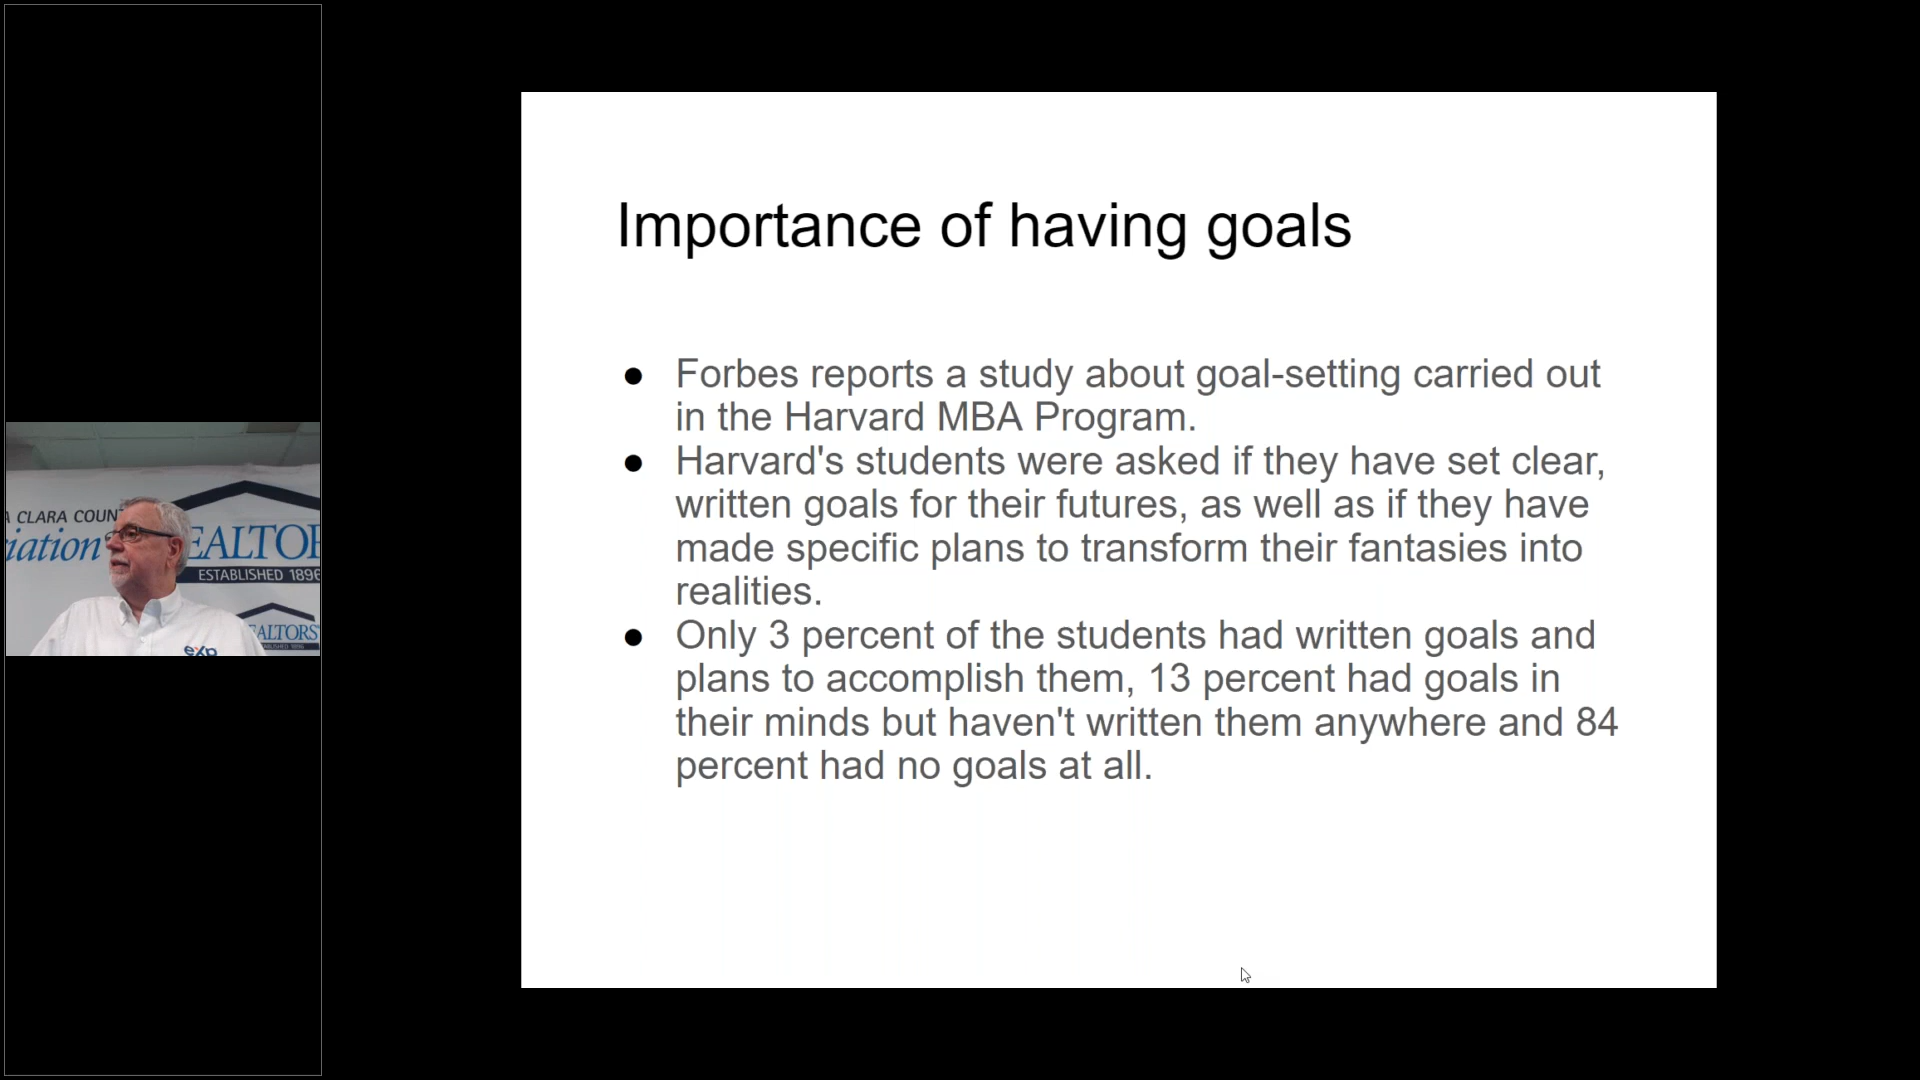 Importance of having goals
● Forbes reports a study about goal-setting carried out
in the Harvard MBA Program.
● Harvard's students were asked if they have set clear,
written goals for their futures, as well as if they have
made specific plans to transform their fantasies into
realities.
● Only 3 percent of the students had written goals and
plans to accomplish them, 13 percent had goals in
their minds but haven't written them anywhere and 84
percent had no goals at all.
A CLARA COUN
iation EALTOR
ESTABLISHED 1896
EALTORS
exp